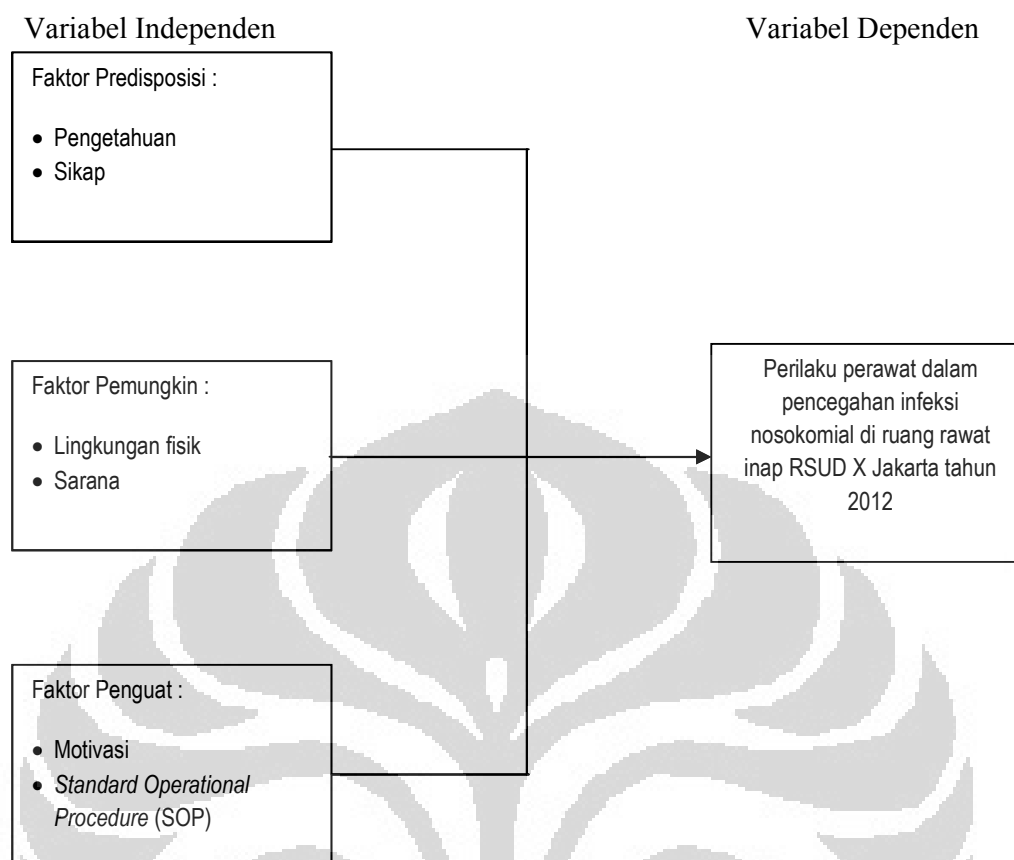 Variabel Independen
Variabel Dependen
Faktor Predisposisi :
• Pengetahuan
• Sikap
Faktor Pemungkin :
• Lingkungan fisik
• Sarana
Perilaku perawat dalam
pencegahan infeksi
nosokomial di ruang rawat
inap RSUD X Jakarta tahun
2012
Faktor Penguat :
• Motivasi
• Standard Operational
Procedure (SOP)